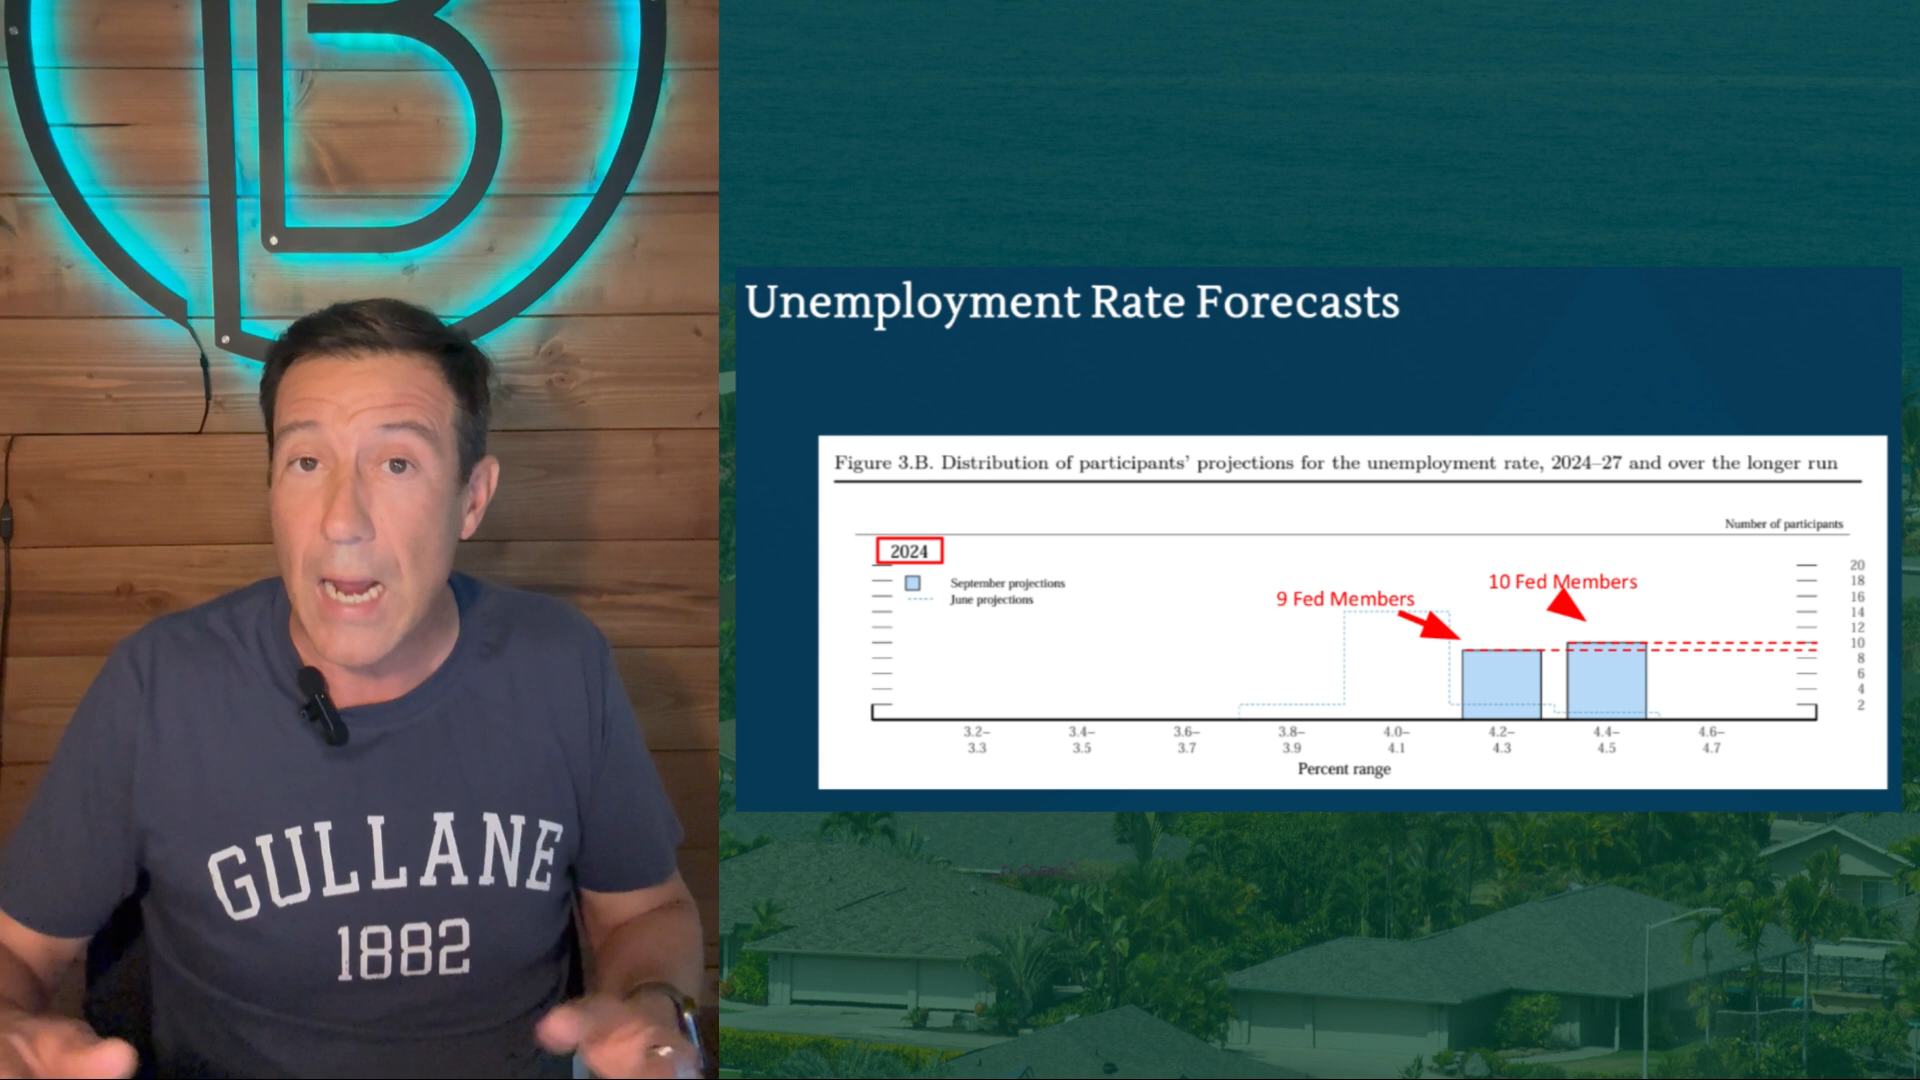 B
GULLANE
1882
Unemployment Rate Forecasts
Figure 3.B. Distribution of participants’ projections for the unemployment rate, 2024–27 and over the longer run
Number of participants
2024
September projections
June projections
9 Fed Members
10 Fed Members
20
18
16
14
12
10
8
6
4
2
3.2– 3.4– 3.6– 3.8– 4.0– 4.2– 4.4– 4.6–
3.3 3.5 3.7 3.9 4.1 4.3 4.5 4.7
Percent range